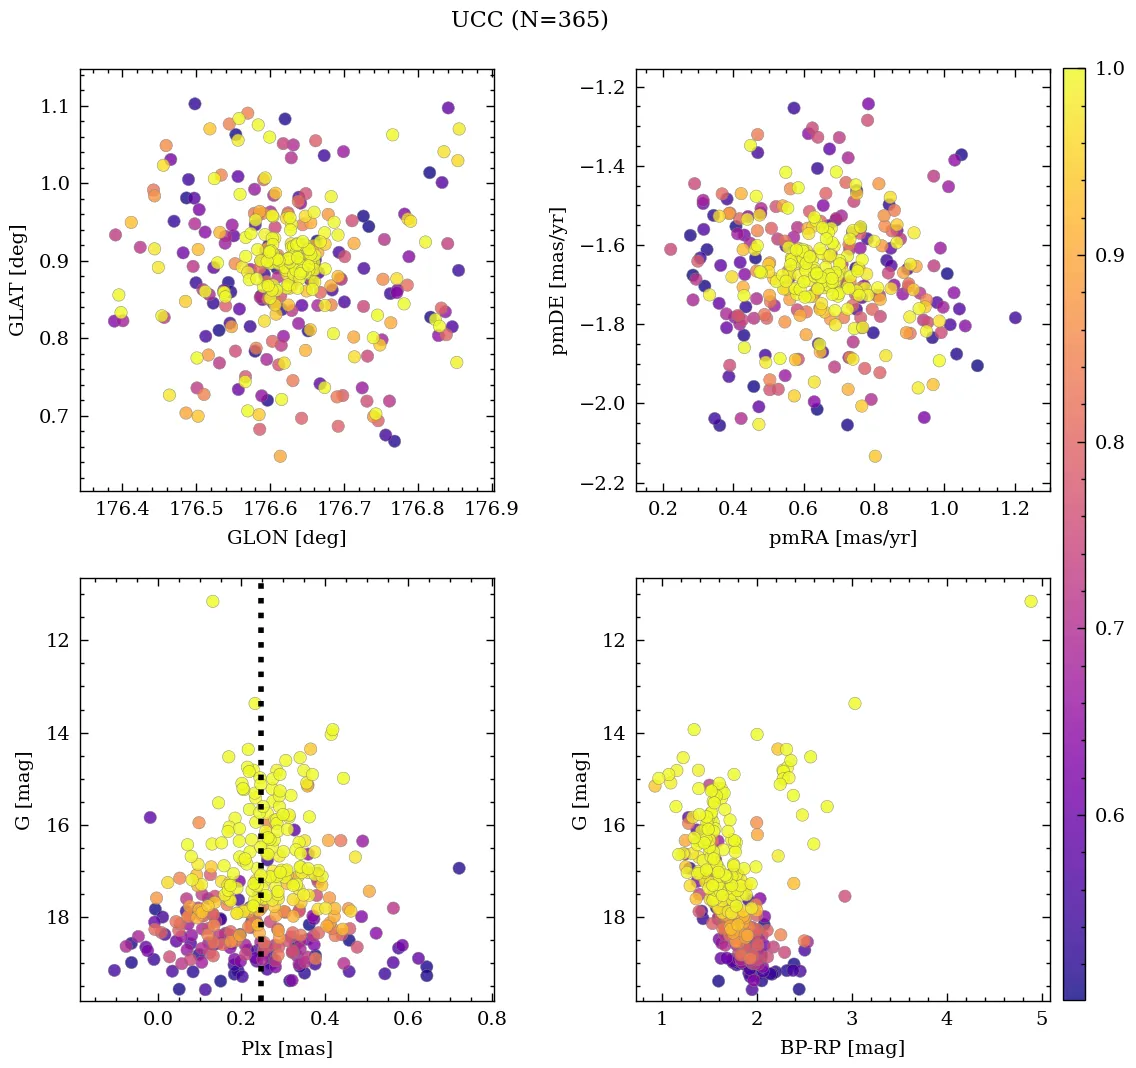 UCC (N=365)
1.1
1.0
0.9
0.8
0.7
GLAT [deg]
176.4 176.5 176.6 176.7 176.8 176.9
GLON [deg]
−1.2
−1.4
−1.6
−1.8
−2.0
−2.2
pmDE [mas/yr]
0.2 0.4 0.6 0.8 1.0 1.2
pmRA [mas/yr]
12
14
16
18
G [mag]
0.0 0.2 0.4 0.6 0.8
Plx [mas]
12
14
16
18
G [mag]
1 2 3 4 5
BP-RP [mag]
1.0
0.9
0.8
0.7
0.6